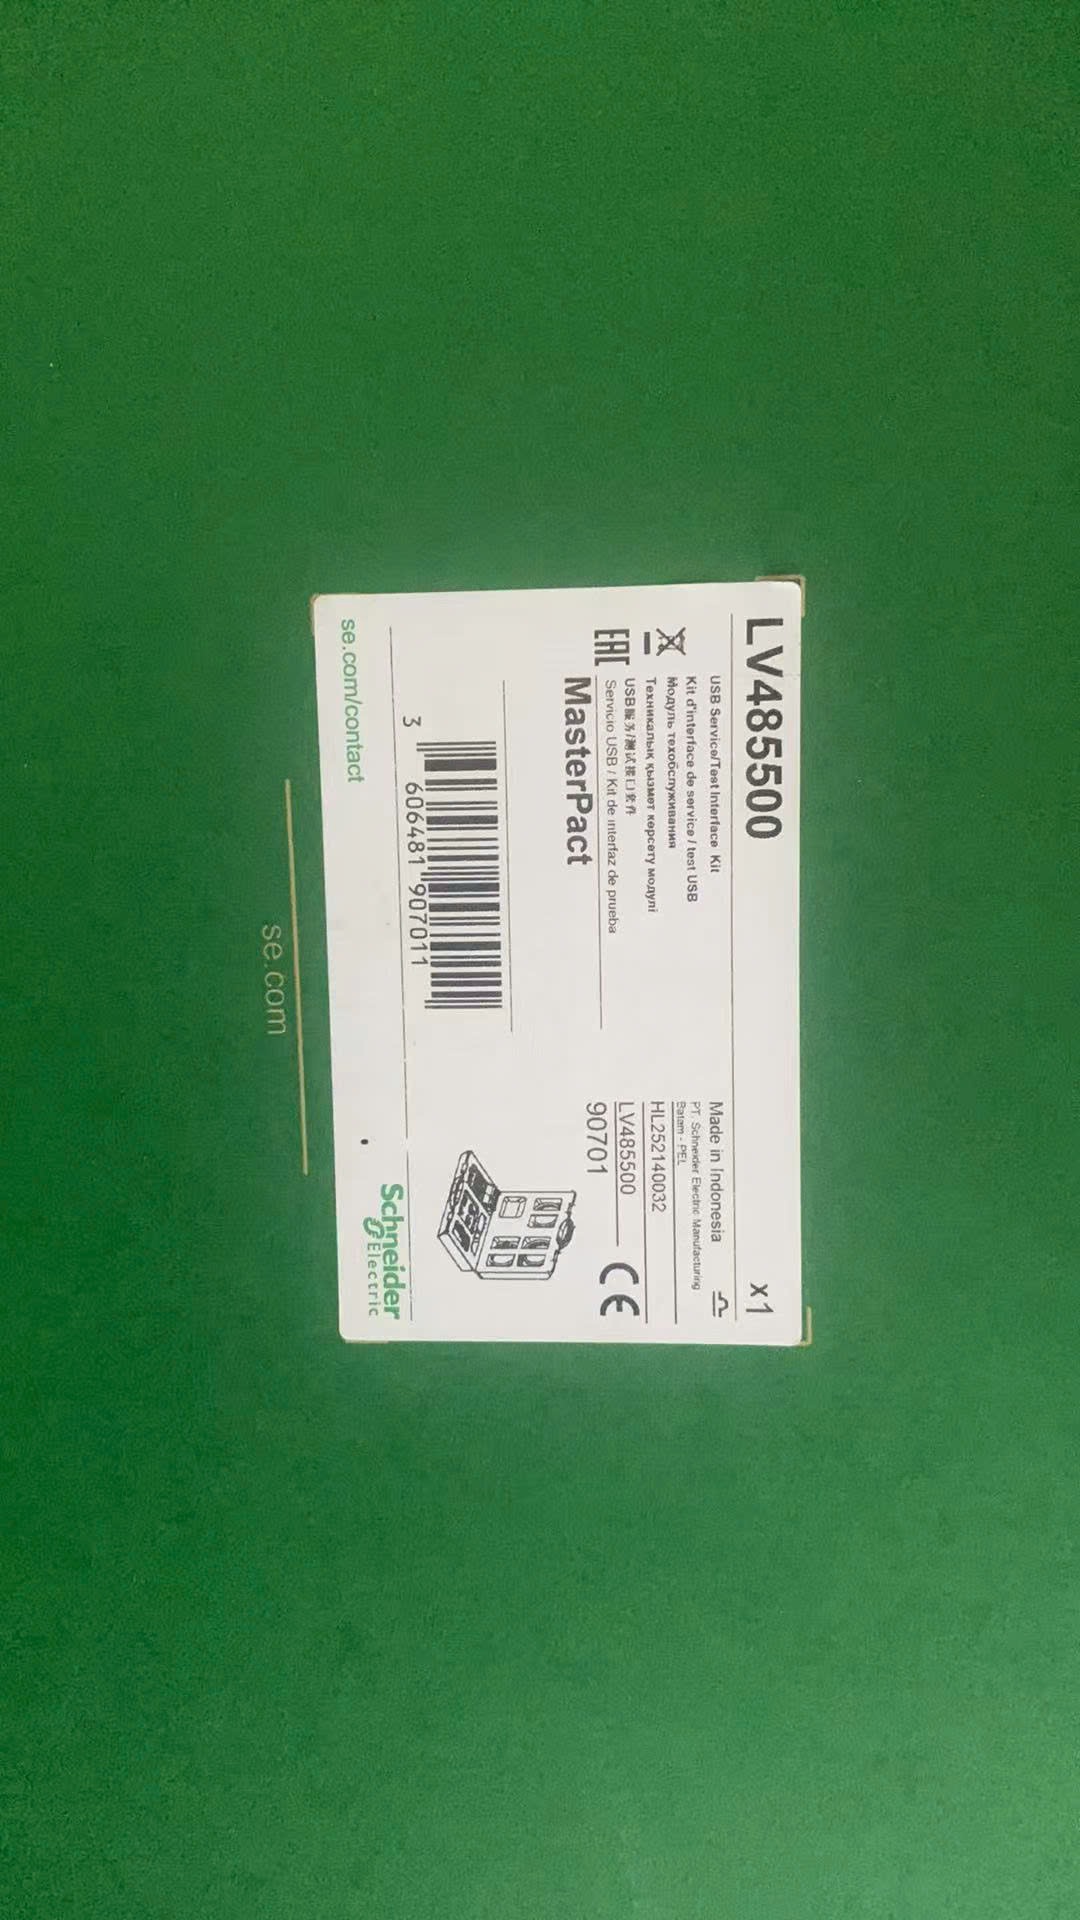 LV485500
x1
USB Service/Test Interface Kit
Kit d'interface de service / test USB
Модуль техобслуживания
Техникалық қызмет көрсету модулі
USB服务/测试接口套件
Servicio USB / Kit de interfaz de prueba
EAC
MasterPact
Made in Indonesia
PT. Schneider Electric Manufacturing
Batam - PEL
HL252140032
LV485500
90701
CE
3 606481 907011
se.com/contact
Schneider
Electric
se.com